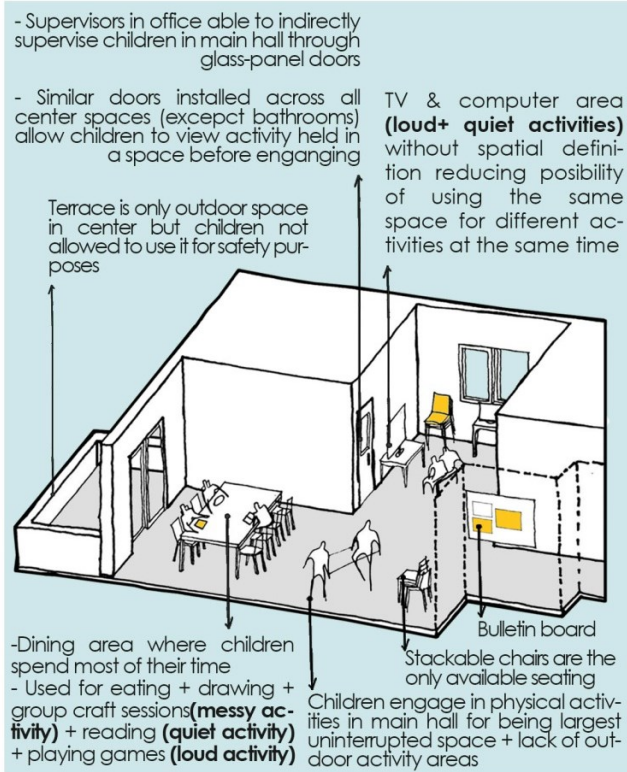 - Supervisors in office able to indirectly
supervise children in main hall through
glass-panel doors
- Similar doors installed across all
center spaces (excepct bathrooms)
allow children to view activity held in
a space before enganging
TV & computer area
(loud+ quiet activities)
without spatial defini-
tion reducing posibility
of using the same
space for different ac-
tivities at the same time
Terrace is only outdoor space
in center but children not
allowed to use it for safety pur-
poses
-Dining area where children
spend most of their time
- Used for eating + drawing +
group craft sessions(messy ac-
tivity) + reading (quiet activity)
+ playing games (loud activity)
Children engage in physical activ-
ities in main hall for being largest
uninterrupted space + lack of out-
door activity areas
Stackable chairs are the
only available seating
Bulletin board